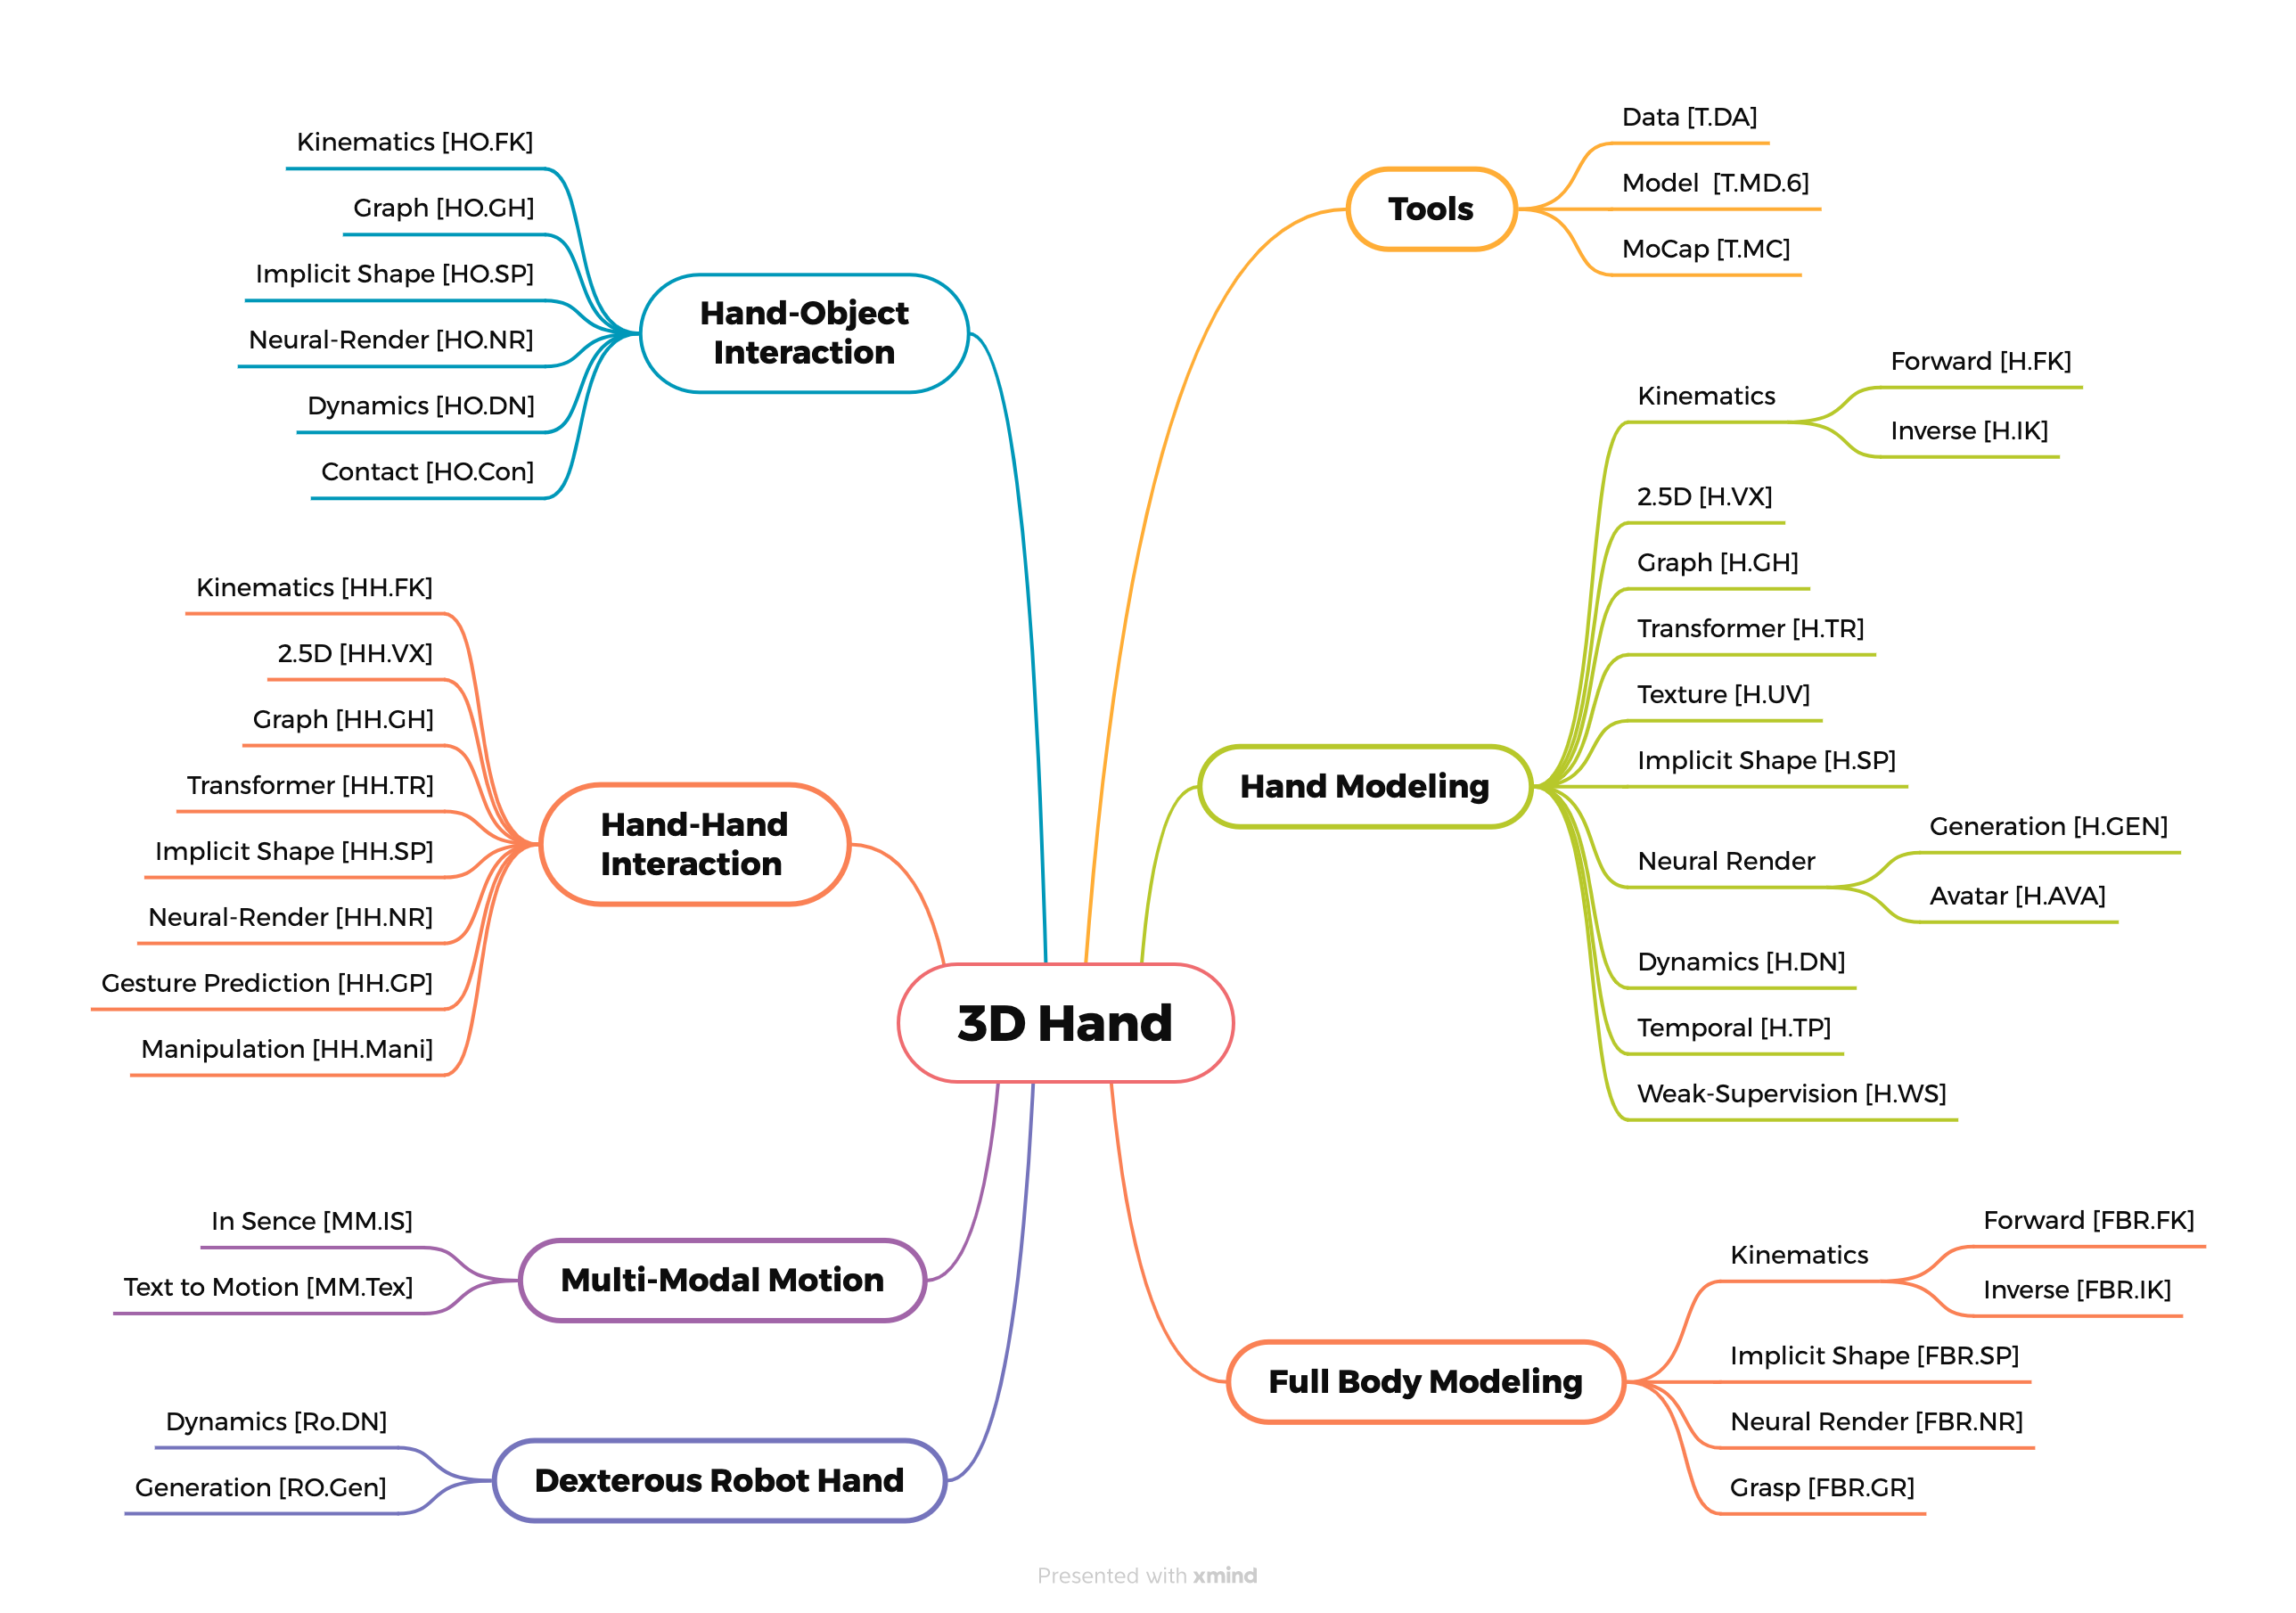 3D Hand
Tools
Data [T.DA]
Model  [T.MD.6]
MoCap [T.MC]
Hand Modeling
Kinematics
Forward [H.FK]
Inverse [H.IK]
2.5D [H.VX]
Graph [H.GH]
Transformer [H.TR]
Texture [H.UV]
Implicit Shape [H.SP]
Neural Render
Generation [H.GEN]
Avatar [H.AVA]
Dynamics [H.DN]
Temporal [H.TP]
Weak-Supervision [H.WS]
Full Body Modeling
Kinematics
Forward [FBR.FK]
Inverse [FBR.IK]
Implicit Shape [FBR.SP]
Neural Render [FBR.NR]
Grasp [FBR.GR]
Hand-Object
Interaction
Kinematics [HO.FK]
Graph [HO.GH]
Implicit Shape [HO.SP]
Neural-Render [HO.NR]
Dynamics [HO.DN]
Contact [HO.Con]
Hand-Hand
Interaction
Kinematics [HH.FK]
2.5D [HH.VX]
Graph [HH.GH]
Transformer [HH.TR]
Implicit Shape [HH.SP]
Neural-Render [HH.NR]
Gesture Prediction [HH.GP]
Manipulation [HH.Mani]
Multi-Modal Motion
In Sence [MM.IS]
Text to Motion [MM.Tex]
Dexterous Robot Hand
Dynamics [Ro.DN]
Generation [RO.Gen]
Presented with xmind